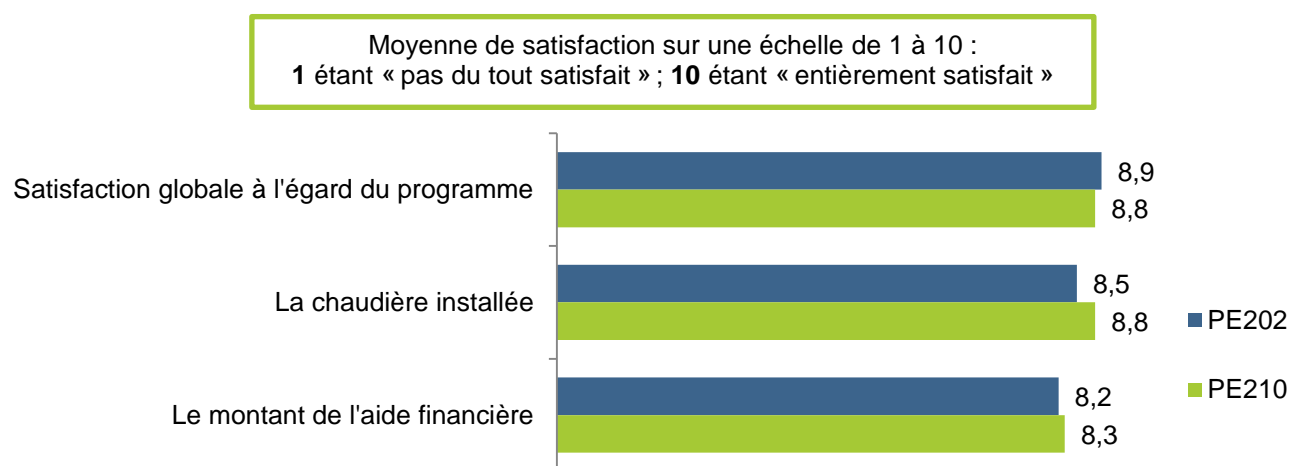 Moyenne de satisfaction sur une échelle de 1 à 10 :
1 étant « pas du tout satisfait » ; 10 étant « entièrement satisfait »
Satisfaction globale à l'égard du programme
8,9
8,8
La chaudière installée
8,5
8,8
PE202
Le montant de l'aide financière
8,2
8,3
PE210